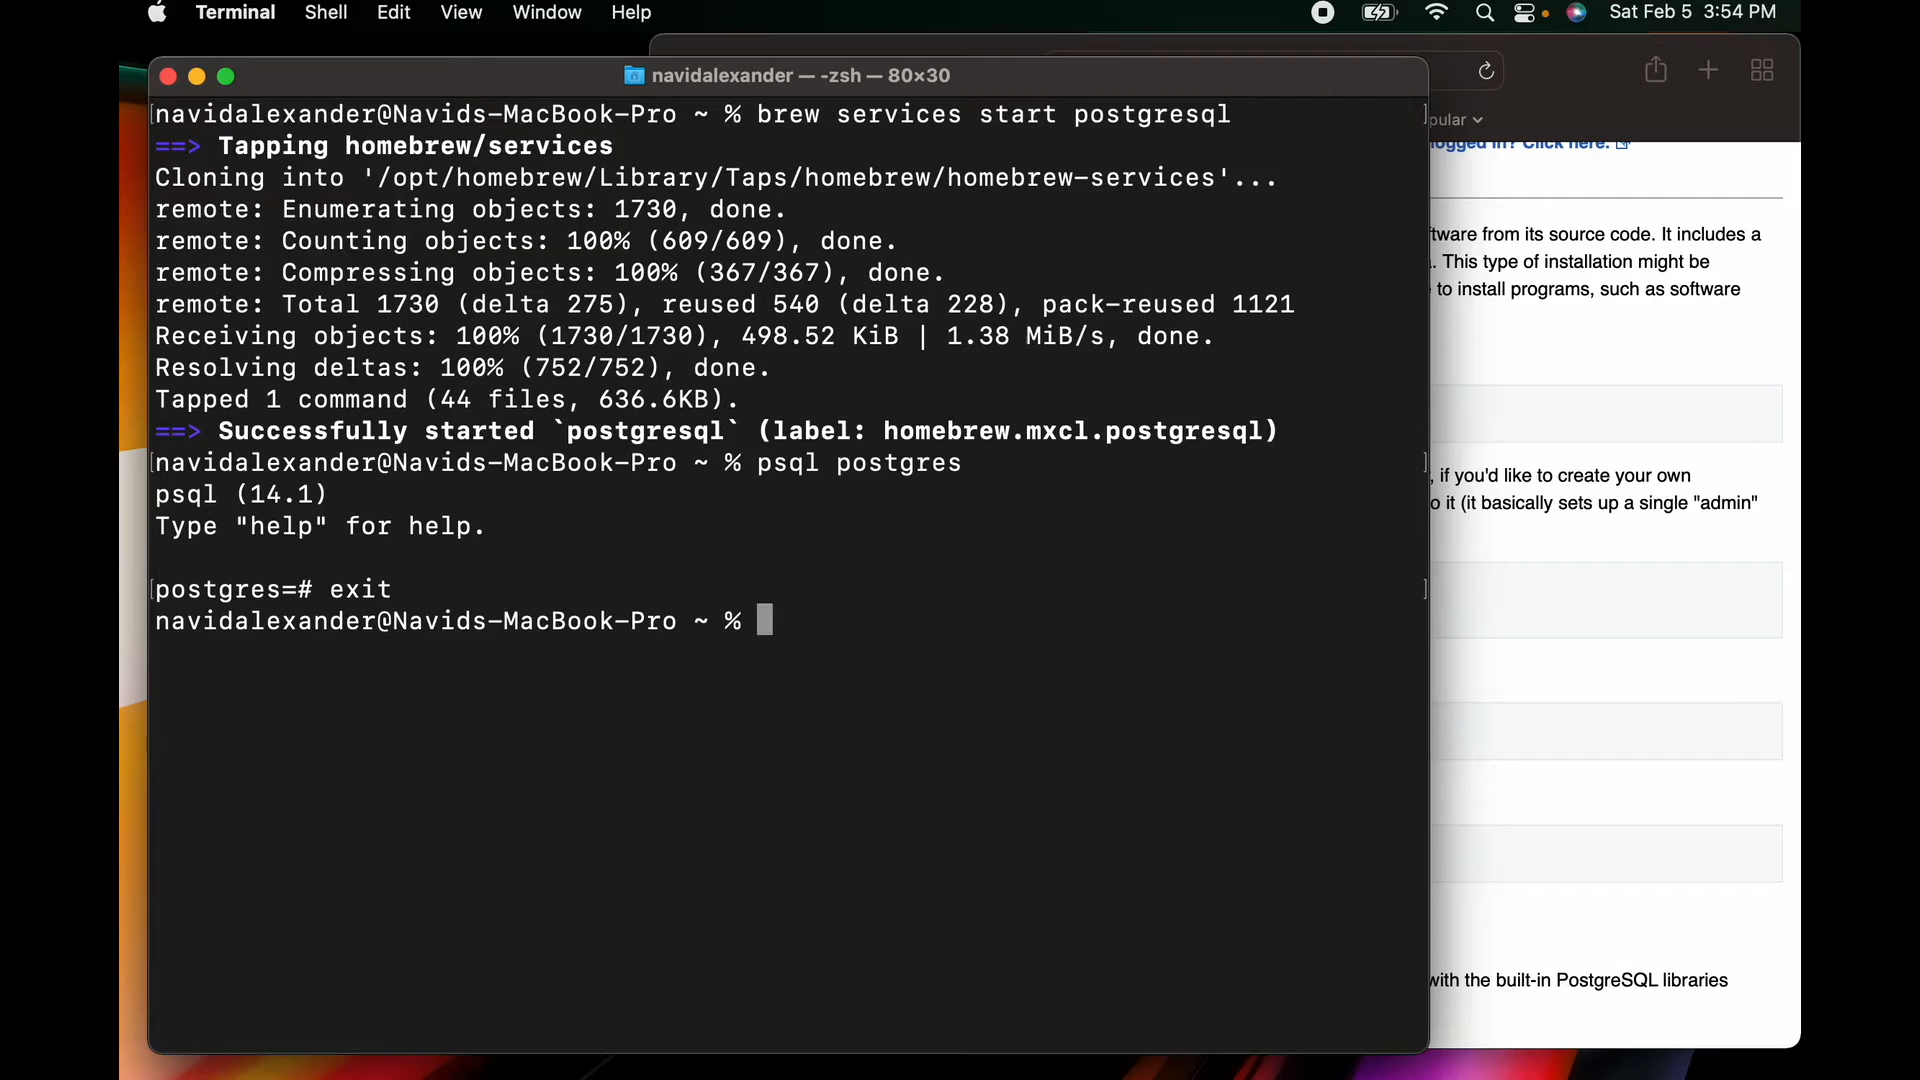 Terminal Shell Edit View Window Help Sat Feb 5 3:54 PM
navidalexander — -zsh — 80×30
[navidalexander@Navids-MacBook-Pro ~ % brew services start postgresql ]
==> Tapping homebrew/services
Cloning into '/opt/homebrew/Library/Taps/homebrew/homebrew-services'...
remote: Enumerating objects: 1730, done.
remote: Counting objects: 100% (609/609), done.
remote: Compressing objects: 100% (367/367), done.
remote: Total 1730 (delta 275), reused 540 (delta 228), pack-reused 1121
Receiving objects: 100% (1730/1730), 498.52 KiB | 1.38 MiB/s, done.
Resolving deltas: 100% (752/752), done.
Tapped 1 command (44 files, 636.6KB).
==> Successfully started `postgresql` (label: homebrew.mxcl.postgresql)
[navidalexander@Navids-MacBook-Pro ~ % psql postgres ]
psql (14.1)
Type "help" for help.
[postgres=# exit ]
navidalexander@Navids-MacBook-Pro ~ %
pular
logged in? Click here.
ftware from its source code. It includes a
. This type of installation might be
to install programs, such as software
, if you'd like to create your own
o it (it basically sets up a single "admin"
with the built-in PostgreSQL libraries